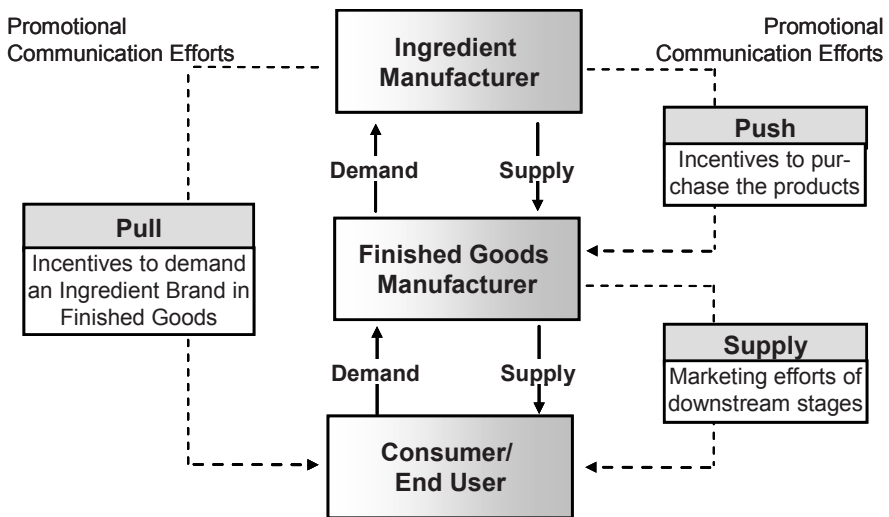 Promotional
Communication Efforts
Ingredient
Manufacturer
Promotional
Communication Efforts
Push
Incentives to pur-
chase the products
Demand
Supply
Pull
Incentives to demand
an Ingredient Brand in
Finished Goods
Finished Goods
Manufacturer
Supply
Marketing efforts of
downstream stages
Demand
Supply
Consumer/
End User